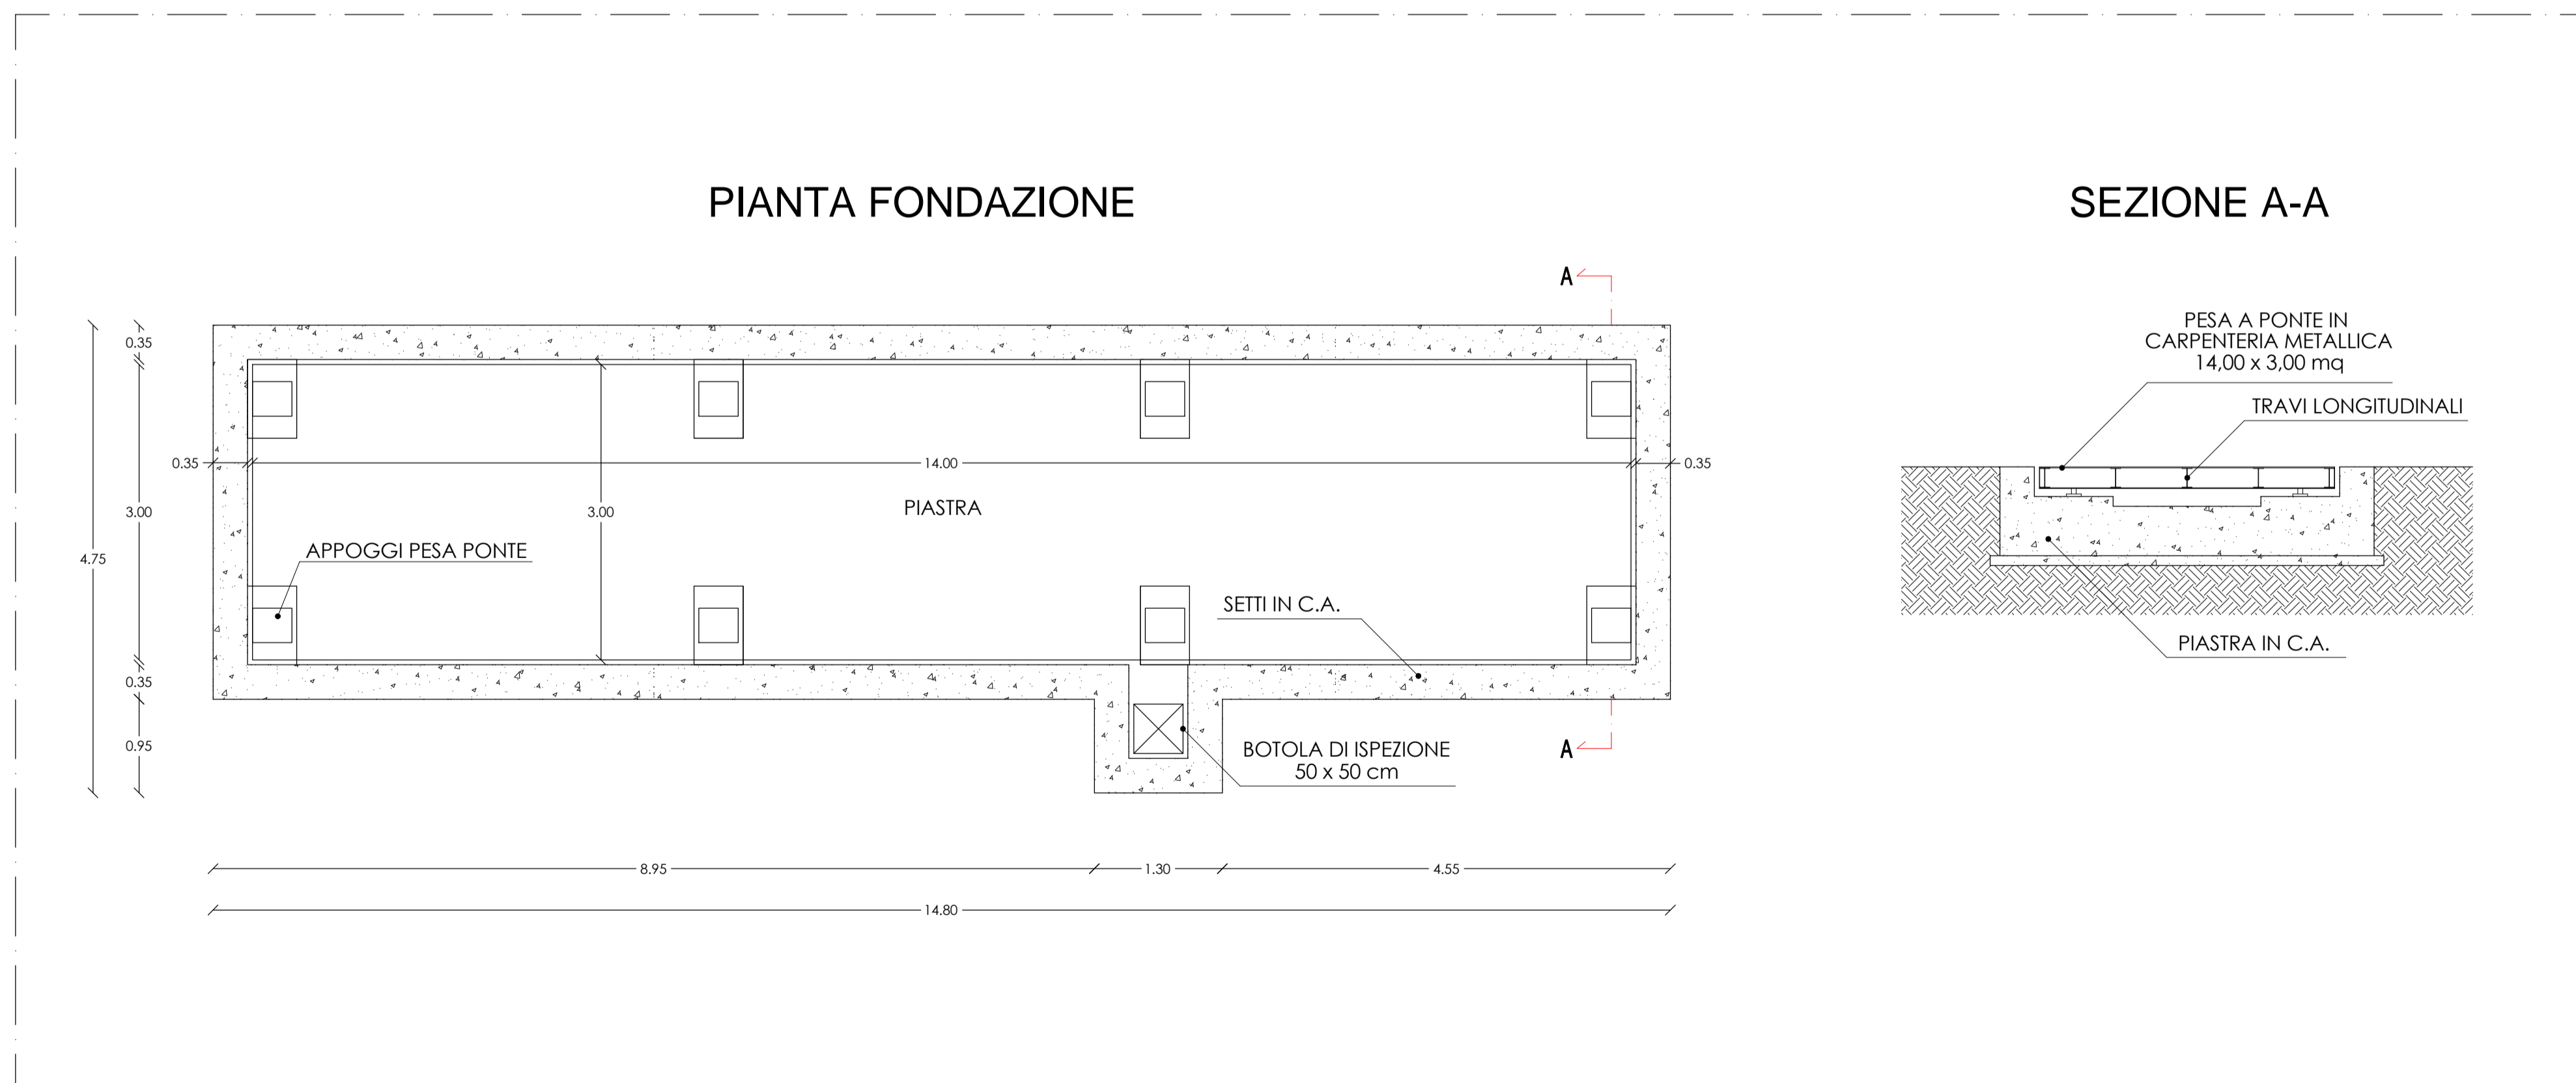 PIANTA FONDAZIONE
SEZIONE A-A
A
0.35
3.00
4.75
0.35
0.95
0.35
14.00
0.35
3.00
PIASTRA
APPOGGI PESA PONTE
SETTI IN C.A.
BOTOLA DI ISPEZIONE
50 x 50 cm
A
8.95
1.30
4.55
14.80
PESA A PONTE IN
CARPENTERIA METALLICA
14,00 x 3,00 mq
TRAVI LONGITUDINALI
PIASTRA IN C.A.